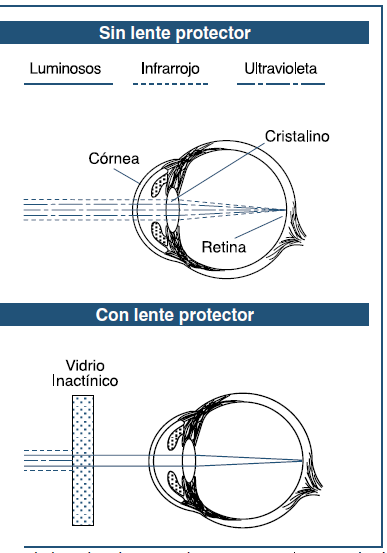 Sin lente protector
Luminosos Infrarrojo Ultravioleta
Cristalino
Córnea
Retina
Con lente protector
Vidrio
Inactínico